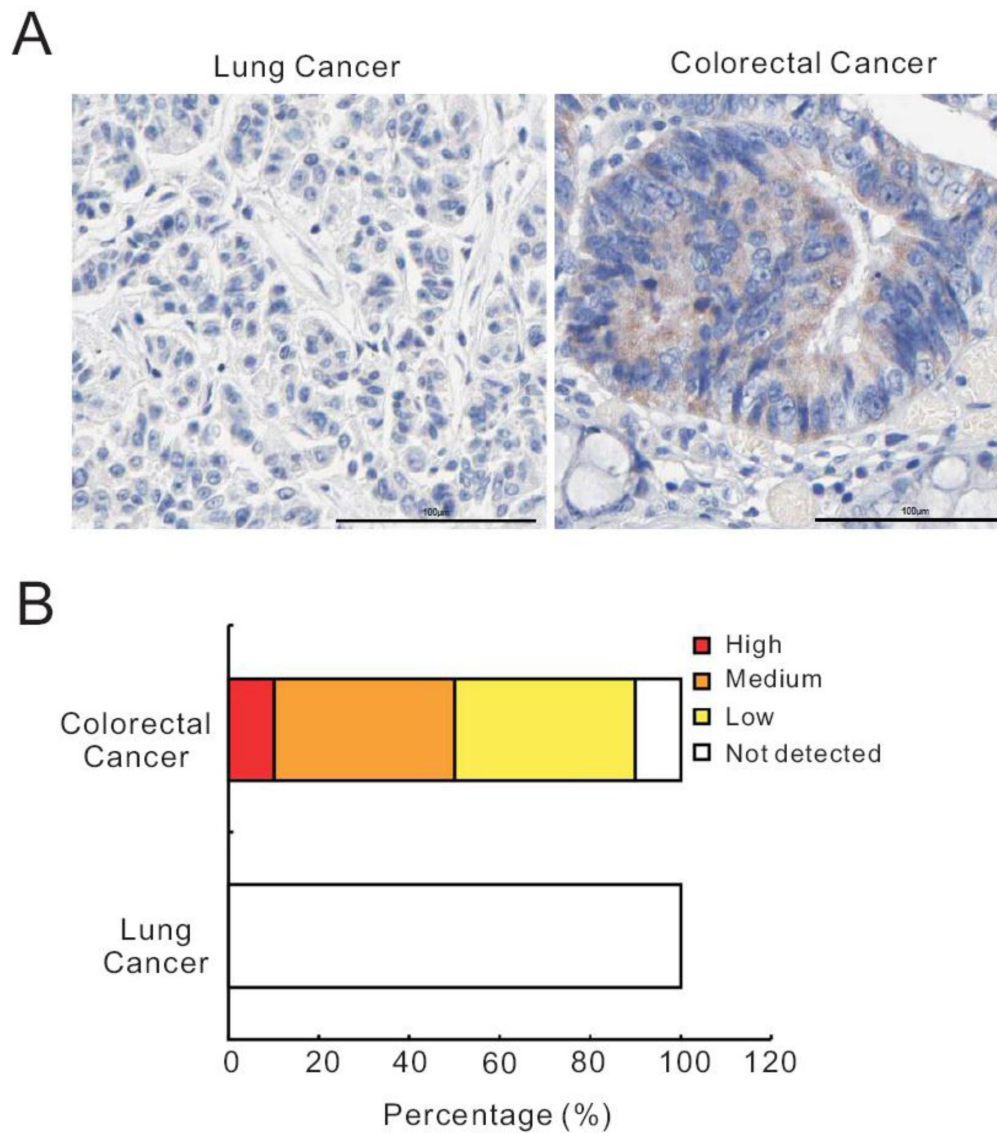 A
Lung Cancer
Colorectal Cancer
100µm
100µm
B
High
Medium
Low
Not detected
Colorectal
Cancer
Lung
Cancer
0 20 40 60 80 100 120
Percentage (%)